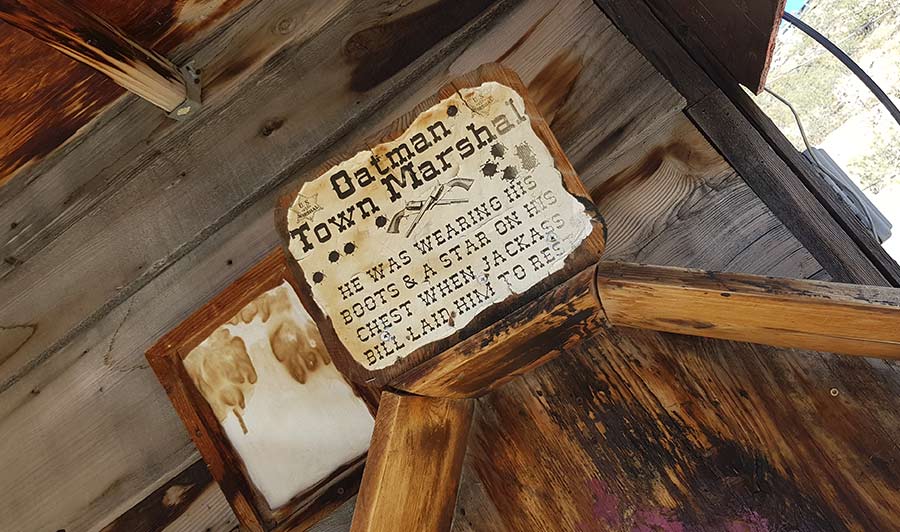 Oatman
Town Marshal
U.S.
MARSHAL
HE WAS WEARING HIS
BOOTS & A STAR ON HIS
CHEST WHEN JACKASS
BILL LAID HIM TO REST